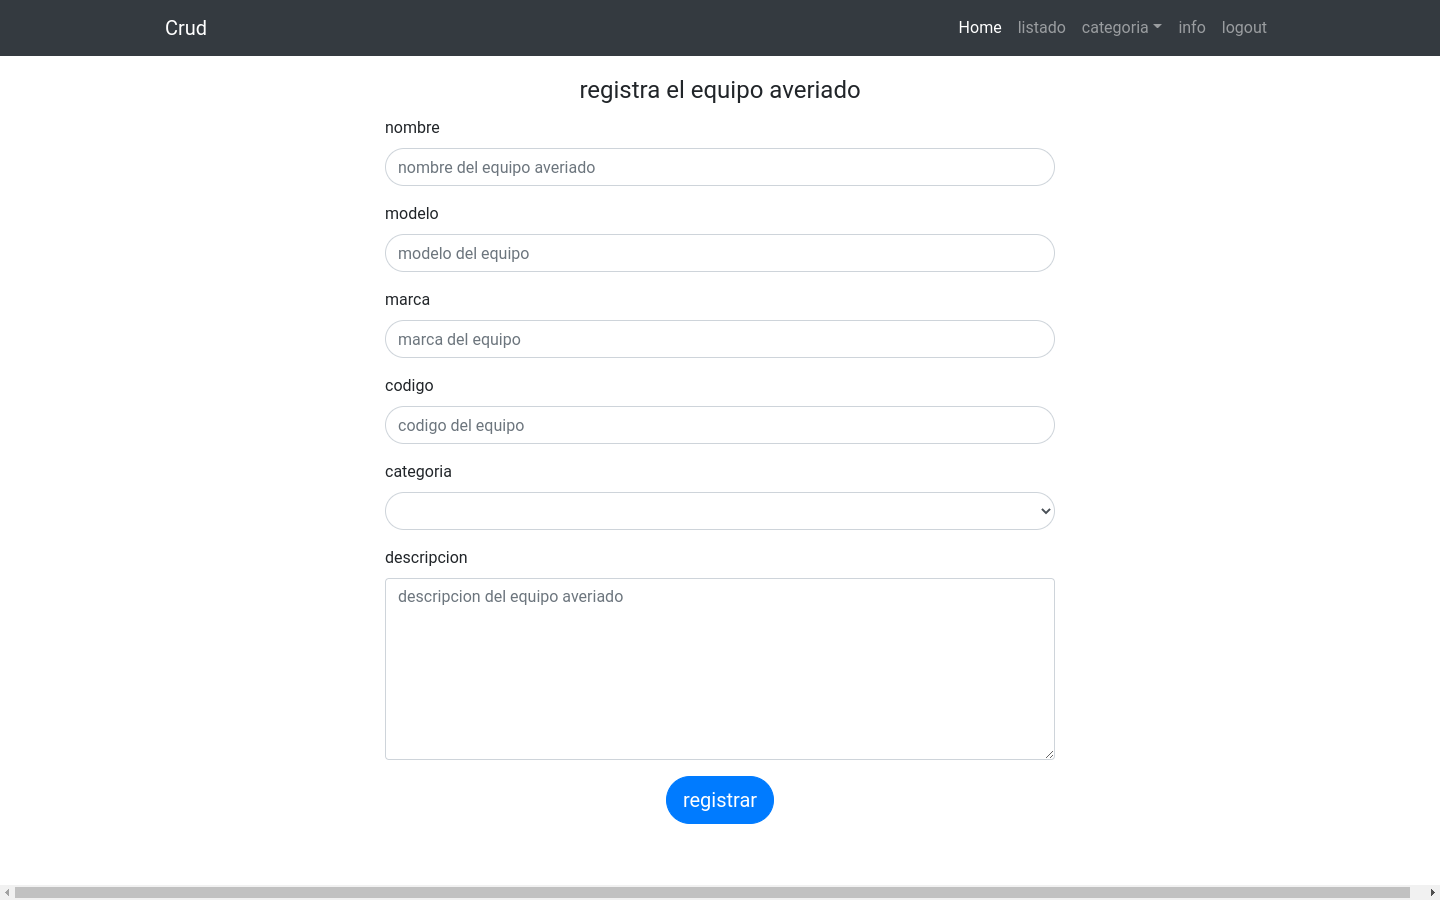 Crud
Home listado categoria info logout
registra el equipo averiado
nombre
nombre del equipo averiado
modelo
modelo del equipo
marca
marca del equipo
codigo
codigo del equipo
categoria
descripcion
descripcion del equipo averiado
registrar